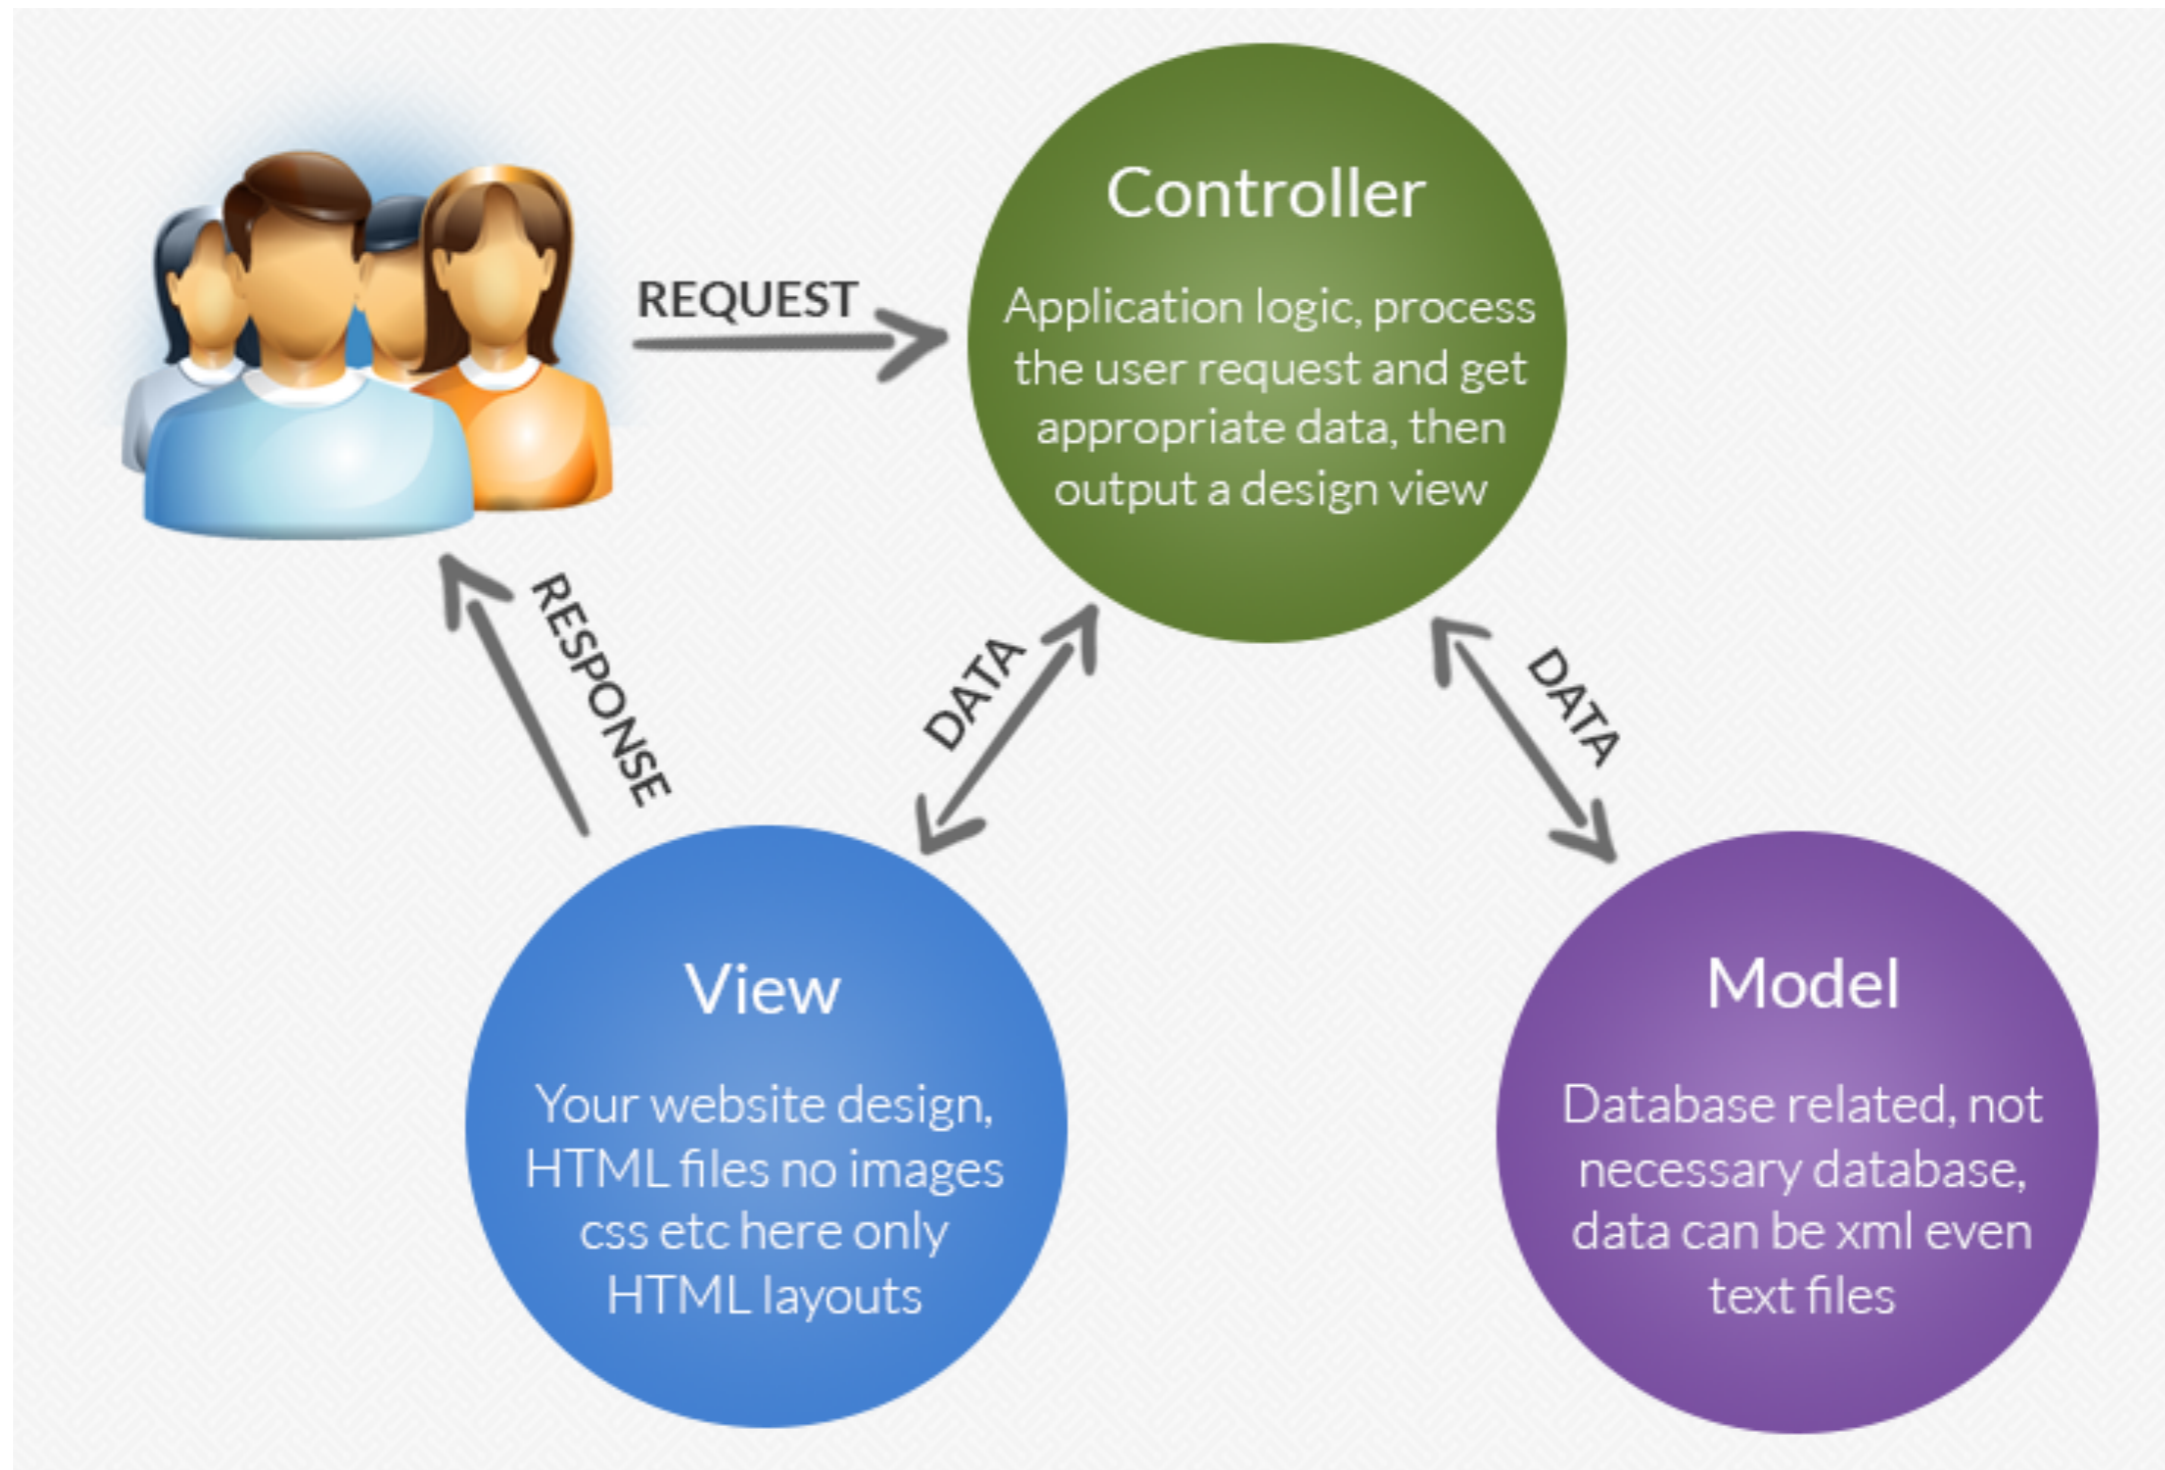 Controller
Application logic, process
the user request and get
appropriate data, then
output a design view
REQUEST
RESPONSE
DATA
DATA
View
Your website design,
HTML files no images
css etc here only
HTML layouts
Model
Database related, not
necessary database,
data can be xml even
text files